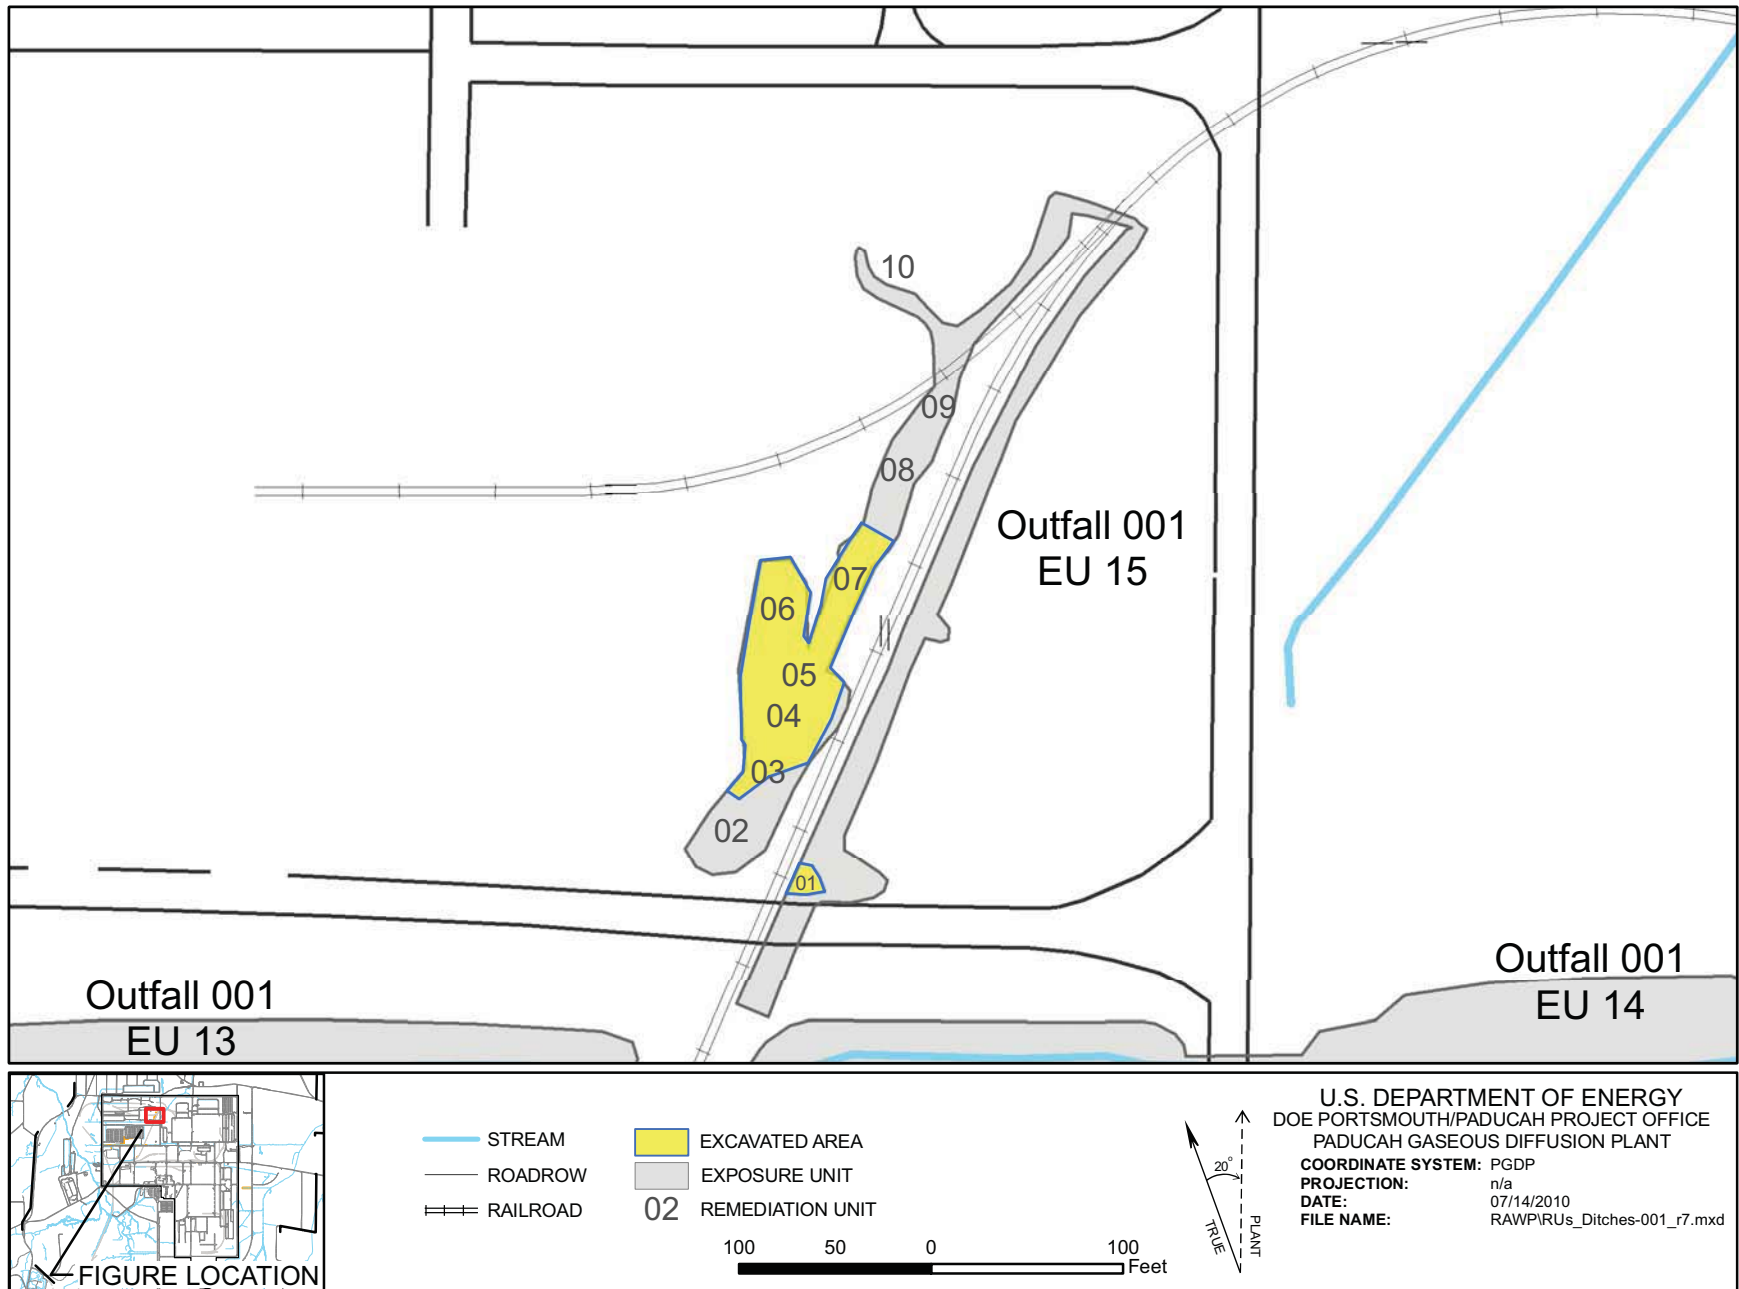 10
09
08
Outfall 001
EU 15
07
06
05
04
03
02
01
Outfall 001
EU 13
Outfall 001
EU 14
FIGURE LOCATION
STREAM
ROADROW
RAILROAD
EXCAVATED AREA
EXPOSURE UNIT
02 REMEDIATION UNIT
100 50 0 100
Feet
20°
TRUE
PLANT
U.S. DEPARTMENT OF ENERGY
DOE PORTSMOUTH/PADUCAH PROJECT OFFICE
PADUCAH GASEOUS DIFFUSION PLANT
COORDINATE SYSTEM: PGDP
PROJECTION: n/a
DATE: 07/14/2010
FILE NAME: RAWP\RUs_Ditches-001_r7.mxd